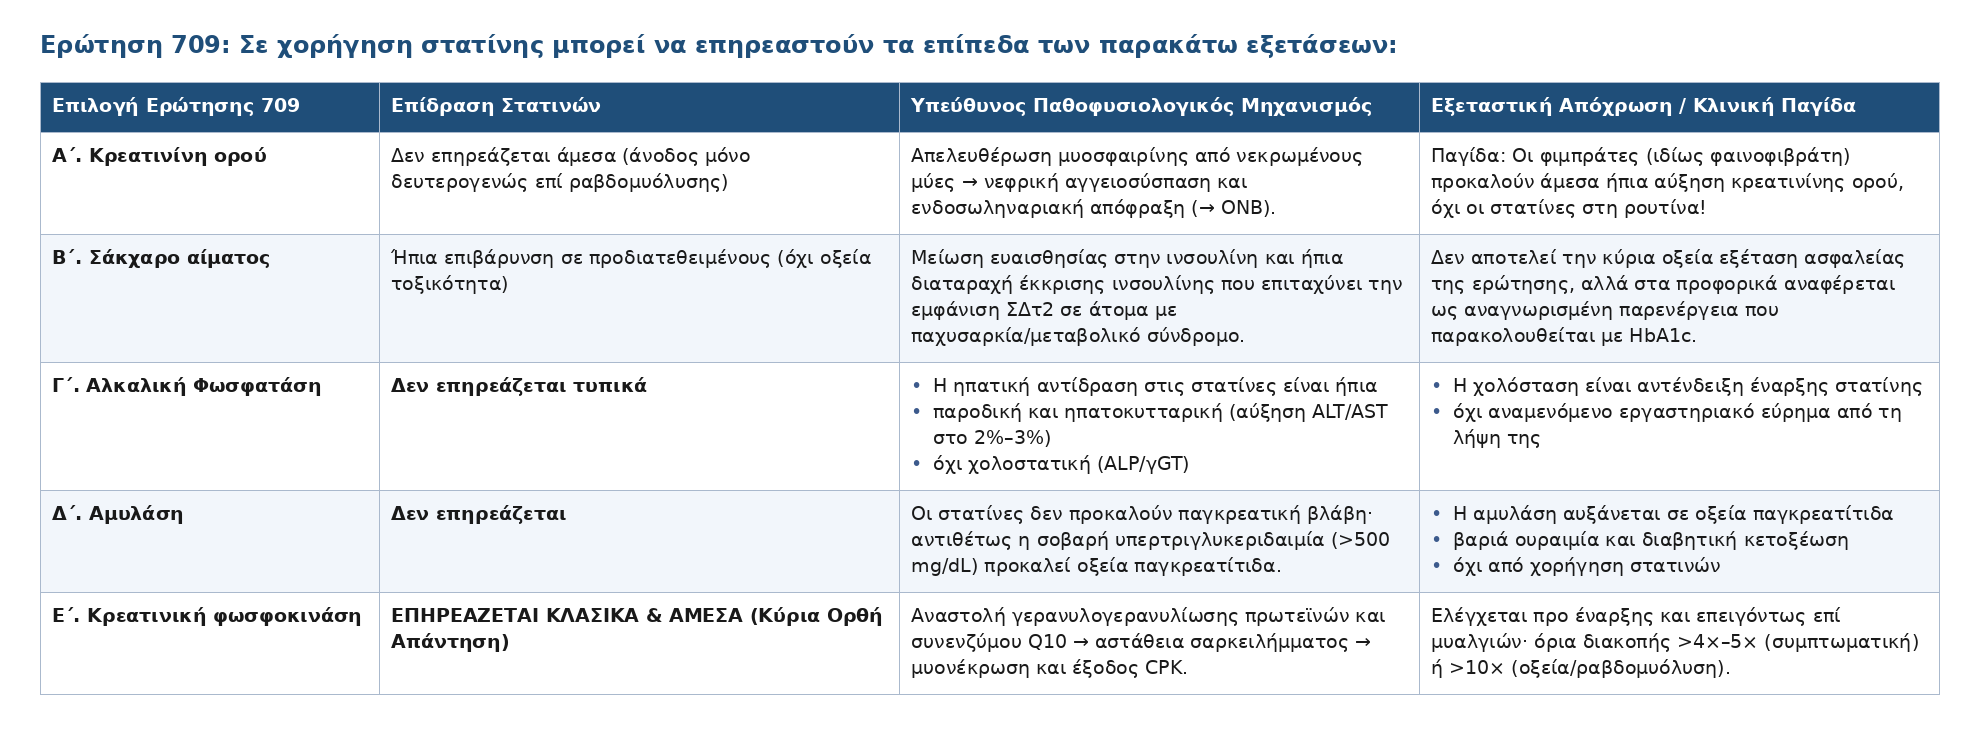 Ερώτηση 709: Σε χορήγηση στατίνης μπορεί να επηρεαστούν τα επίπεδα των παρακάτω εξετάσεων:
Επιλογή Ερώτησης 709
Επίδραση Στατινών
Υπεύθυνος Παθοφυσιολογικός Μηχανισμός
Εξεταστική Απόχρωση / Κλινική Παγίδα
Α΄. Κρεατινίνη ορού
Δεν επηρεάζεται άμεσα (άνοδος μόνο
δευτερογενώς επί ραβδομυόλυσης)
Απελευθέρωση μυοσφαιρίνης από νεκρωμένους
μύες → νεφρική αγγειοσύσπαση και
ενδοσωληναριακή απόφραξη (→ ΟΝΒ).
Παγίδα: Οι φιμπράτες (ιδίως φαινοφιβράτη)
προκαλούν άμεσα ήπια αύξηση κρεατινίνης ορού,
όχι οι στατίνες στη ρουτίνα!
Β΄. Σάκχαρο αίματος
Ήπια επιβάρυνση σε προδιατεθειμένους (όχι οξεία
τοξικότητα)
Μείωση ευαισθησίας στην ινσουλίνη και ήπια
διαταραχή έκκρισης ινσουλίνης που επιταχύνει την
εμφάνιση ΣΔτ2 σε άτομα με
παχυσαρκία/μεταβολικό σύνδρομο.
Δεν αποτελεί την κύρια οξεία εξέταση ασφαλείας
της ερώτησης, αλλά στα προφορικά αναφέρεται
ως αναγνωρισμένη παρενέργεια που
παρακολουθείται με HbA1c.
Γ΄. Αλκαλική Φωσφατάση
Δεν επηρεάζεται τυπικά
• Η ηπατική αντίδραση στις στατίνες είναι ήπια
• παροδική και ηπατοκυτταρική (αύξηση ALT/AST
στο 2%–3%)
• όχι χολοστατική (ALP/γGT)
• Η χολόσταση είναι αντένδειξη έναρξης στατίνης
• όχι αναμενόμενο εργαστηριακό εύρημα από τη
λήψη της
Δ΄. Αμυλάση
Δεν επηρεάζεται
Οι στατίνες δεν προκαλούν παγκρεατική βλάβη·
αντιθέτως η σοβαρή υπερτριγλυκεριδαιμία (>500
mg/dL) προκαλεί οξεία παγκρεατίτιδα.
• Η αμυλάση αυξάνεται σε οξεία παγκρεατίτιδα
• βαριά ουραιμία και διαβητική κετοξέωση
• όχι από χορήγηση στατινών
Ε΄. Κρεατινική φωσφοκινάση
ΕΠΗΡΕΑΖΕΤΑΙ ΚΛΑΣΙΚΑ & ΑΜΕΣΑ (Κύρια Ορθή
Απάντηση)
Αναστολή γερανυλογερανυλίωσης πρωτεϊνών και
συνενζύμου Q10 → αστάθεια σαρκειλήμματος →
μυονέκρωση και έξοδος CPK.
Ελέγχεται προ έναρξης και επειγόντως επί
μυαλγιών· όρια διακοπής >4×–5× (συμπτωματική)
ή >10× (οξεία/ραβδομυόλυση).